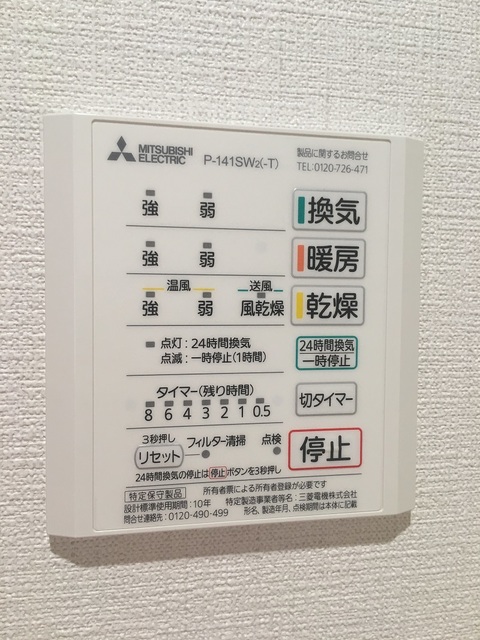 MITSUBISHI ELECTRIC P-141SW2(-T) 製品に関するお問合せ
TEL:0120-726-471
強 弱 換気
強 弱 暖房
温風 送風
強 弱 風乾燥 乾燥
点灯:24時間換気
点滅:一時停止(1時間)
24時間換気
一時停止
タイマー(残り時間)
8 6 4 3 2 1 0.5
切タイマー
3秒押し
リセット フィルター清掃 点検
停止
24時間換気の停止は停止ボタンを3秒押し
特定保守製品 所有者票による所有者登録が必要です
設計標準使用期間:10年 特定製造事業者等名:三菱電機株式会社
問合せ連絡先:0120-490-499 形名、製造年月、点検期間は本体に記載